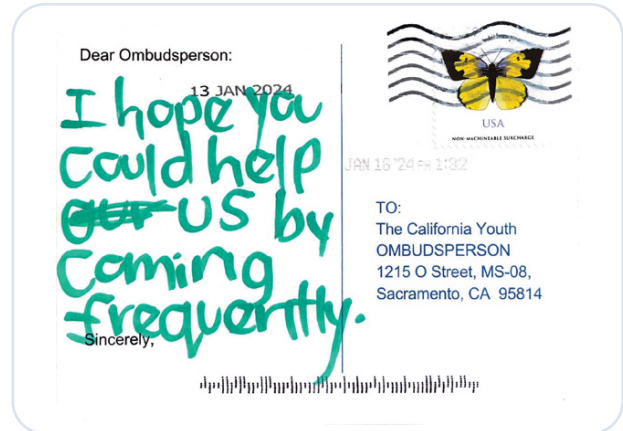 Dear Ombudsperson:
13 JAN 2024
I hope you
could help
our US by
coming
frequently.
Sincerely,
USA
NON-MACHINEABLE SURCHARGE
JAN 16 '24 PM 1:32
TO:
The California Youth
OMBUDSPERSON
1215 O Street, MS-08,
Sacramento, CA 95814